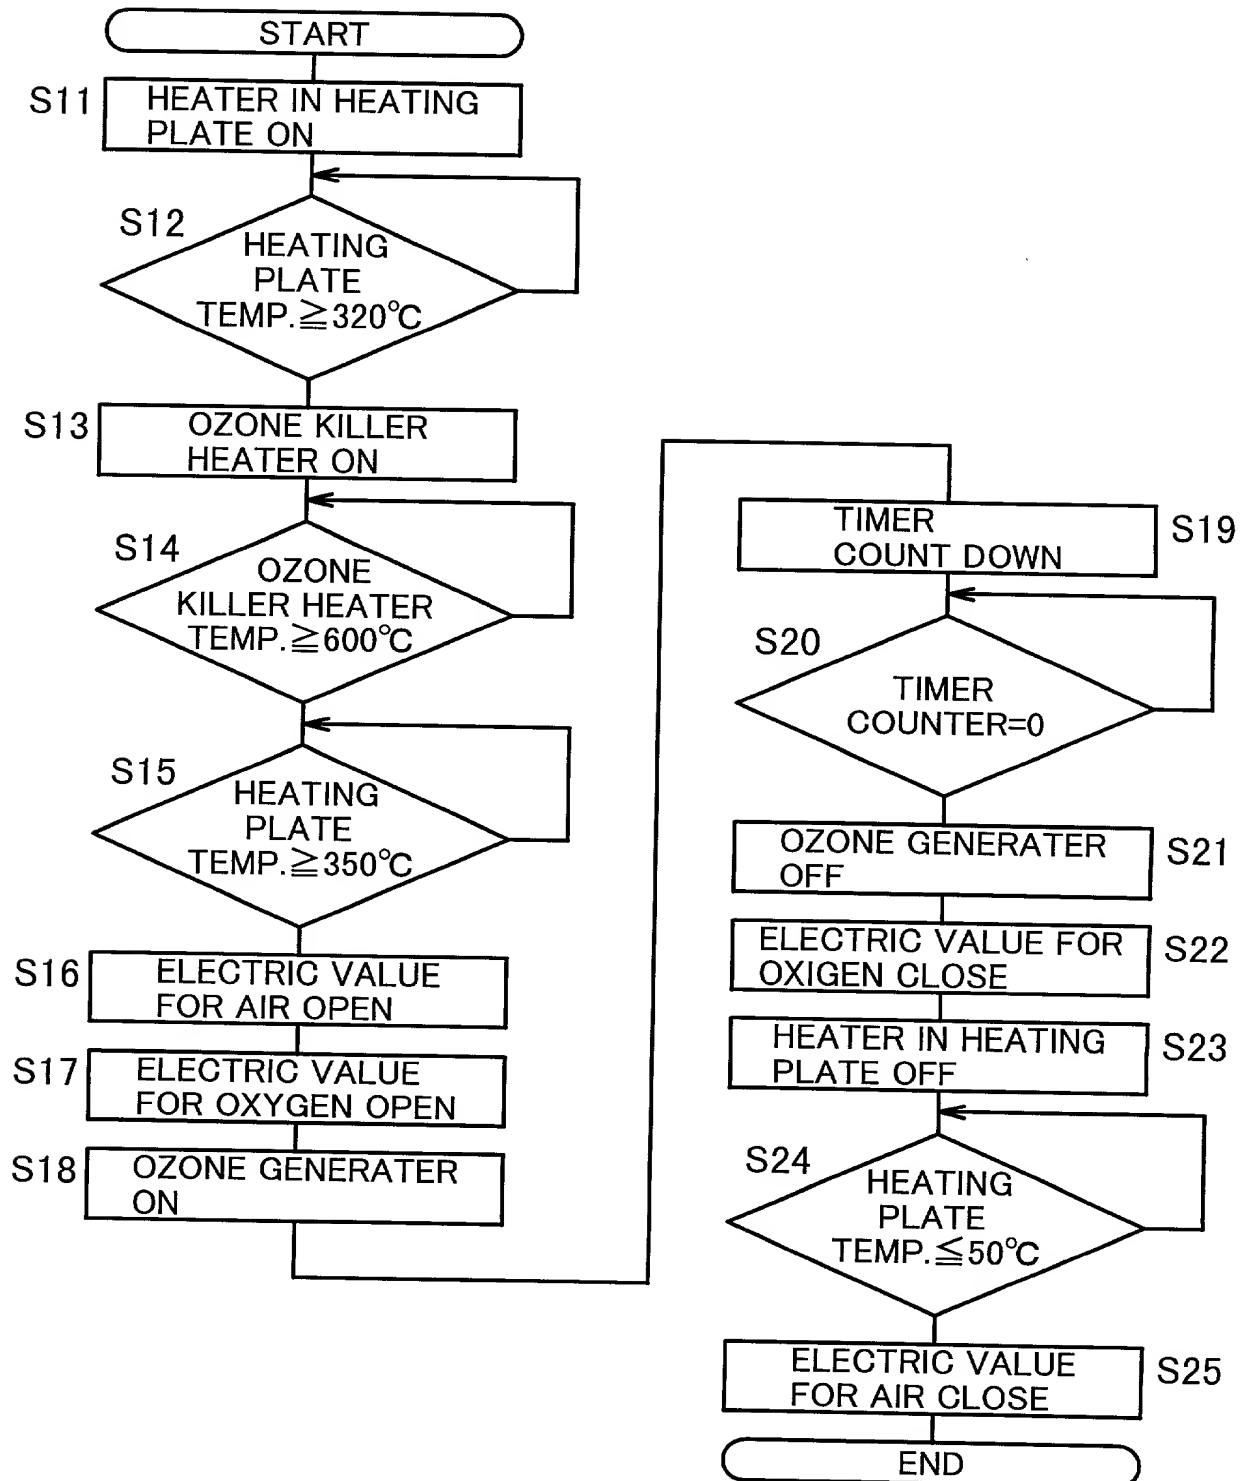 START
S11
HEATER IN HEATING
PLATE ON
S12
HEATING
PLATE
TEMP.≧320℃
S13
OZONE KILLER
HEATER ON
S14
OZONE
KILLER HEATER
TEMP.≧600℃
S15
HEATING
PLATE
TEMP.≧350℃
S16
ELECTRIC VALUE
FOR AIR OPEN
S17
ELECTRIC VALUE
FOR OXYGEN OPEN
S18
OZONE GENERATER
ON
TIMER
COUNT DOWN
S19
S20
TIMER
COUNTER=0
OZONE GENERATER
OFF
S21
ELECTRIC VALUE FOR
OXIGEN CLOSE
S22
HEATER IN HEATING
PLATE OFF
S23
S24
HEATING
PLATE
TEMP.≦50℃
ELECTRIC VALUE
FOR AIR CLOSE
S25
END